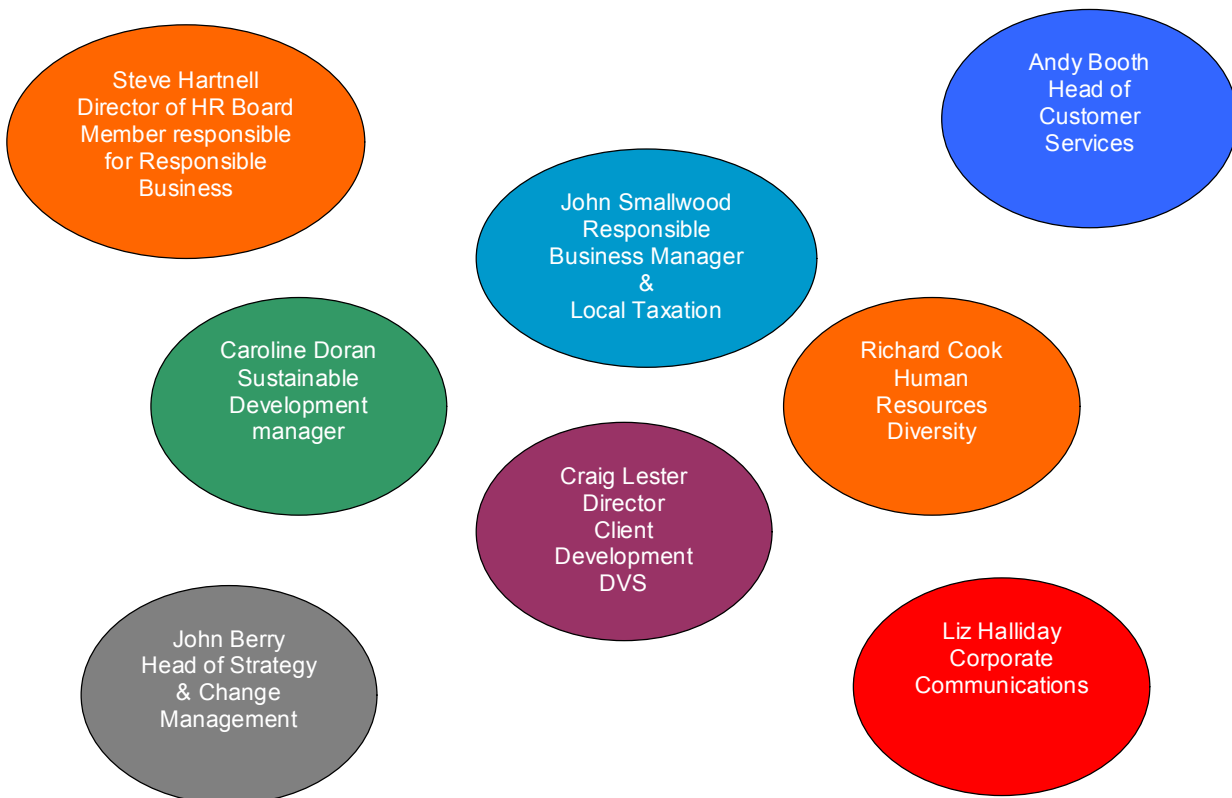 Steve Hartnell
Director of HR Board
Member responsible
for Responsible
Business
Andy Booth
Head of
Customer
Services
John Smallwood
Responsible
Business Manager
&
Local Taxation
Caroline Doran
Sustainable
Development
manager
Richard Cook
Human
Resources
Diversity
Craig Lester
Director
Client
Development
DVS
John Berry
Head of Strategy
& Change
Management
Liz Halliday
Corporate
Communications